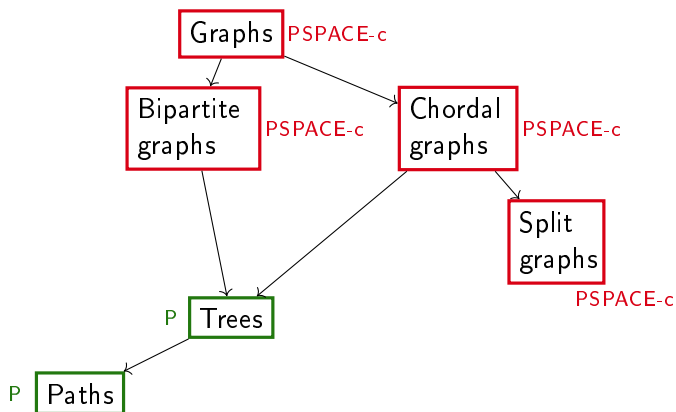 Graphs PSPACE-c
Bipartite
graphs
PSPACE-c
Chordal
graphs
PSPACE-c
Split
graphs
PSPACE-c
P Trees
P Paths